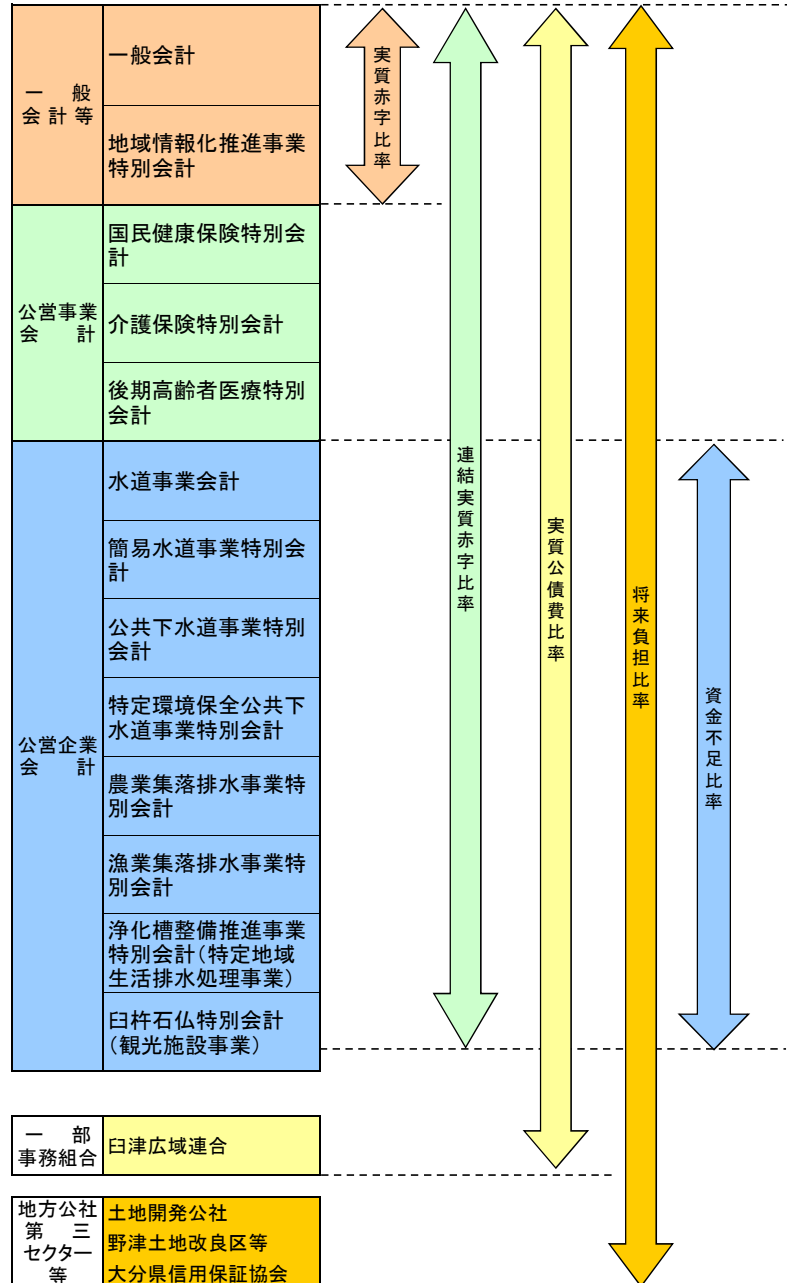 一 般
会 計 等
一般会計
地域情報化推進事業
特別会計
公営事業
会 計
国民健康保険特別会
計
介護保険特別会計
後期高齢者医療特別
会計
公営企業
会 計
水道事業会計
簡易水道事業特別会
計
公共下水道事業特別
会計
特定環境保全公共下
水道事業特別会計
農業集落排水事業特
別会計
漁業集落排水事業特
別会計
浄化槽整備推進事業
特別会計(特定地域
生活排水処理事業)
臼杵石仏特別会計
(観光施設事業)
一 部
事務組合
臼津広域連合
地方公社
第 三
セクター
等
土地開発公社
野津土地改良区等
大分県信用保証協会
実質赤字比率
連結実質赤字比率
実質公債費比率
将来負担比率
資金不足比率